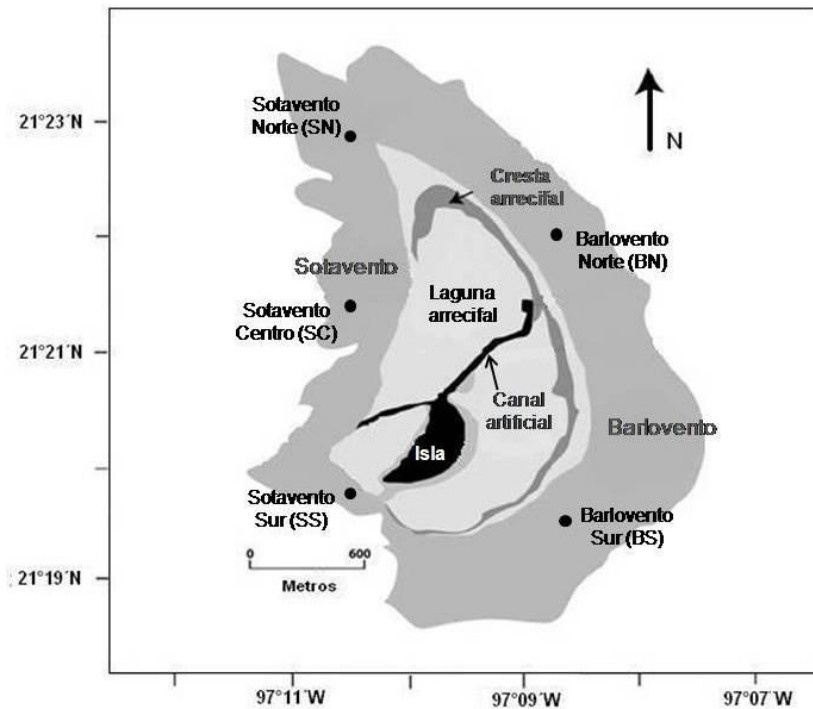 21°23´N
21°21´N
21°19´N
Sotavento
Norte (SN)
Cresta
arrecifal
N
Barlovento
Norte (BN)
Sotavento
Laguna
arrecifal
Sotavento
Centro (SC)
Canal
artificial
Barlovento
Isla
Sotavento
Sur (SS)
Barlovento
Sur (BS)
0 600
Metros
97°11´W
97°09´W
97°07´W